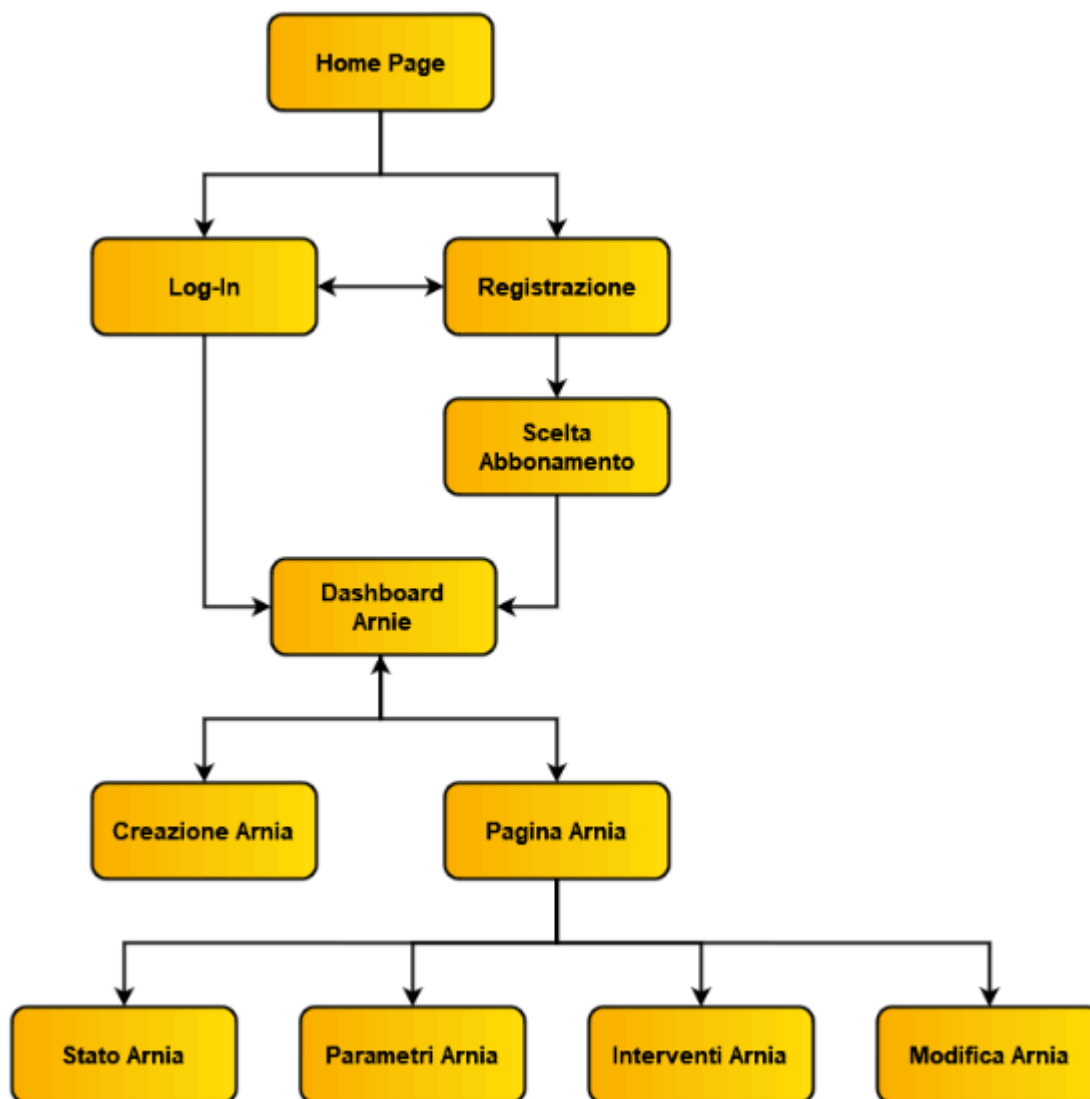 Home Page
Log-In
Registrazione
Scelta
Abbonamento
Dashboard
Arnie
Creazione Arnia
Pagina Arnia
Stato Arnia
Parametri Arnia
Interventi Arnia
Modifica Arnia